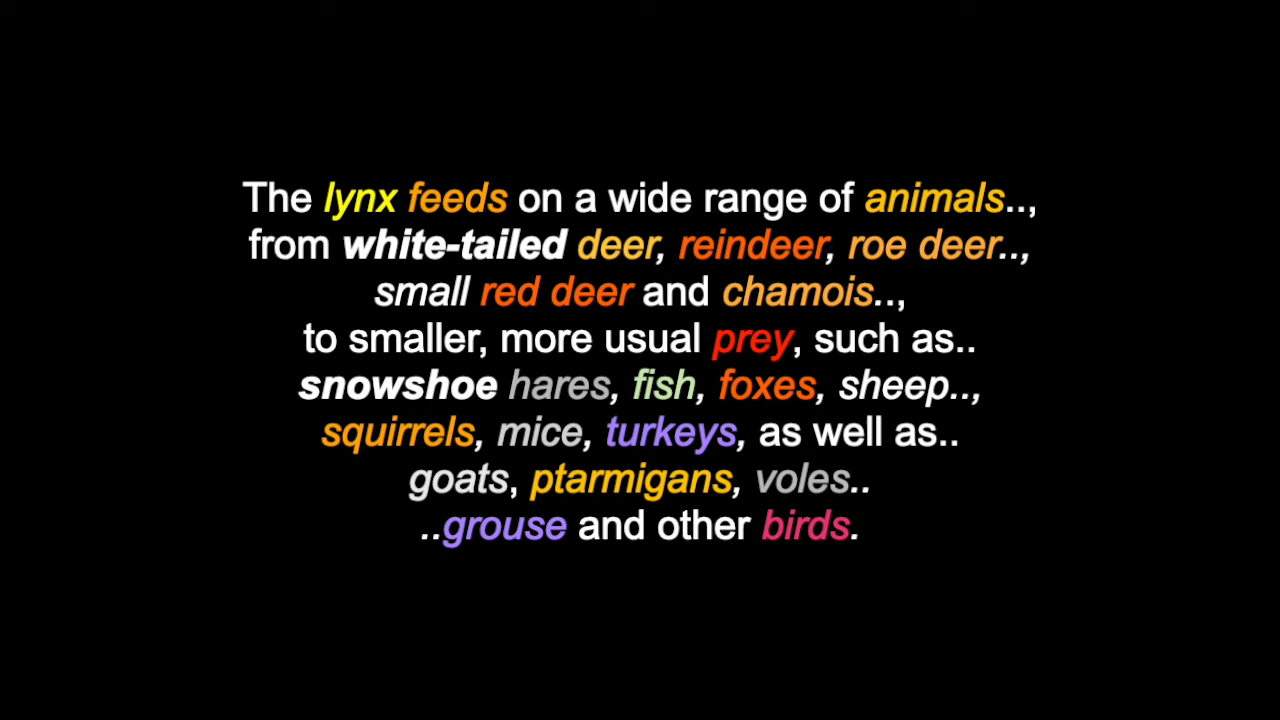 The lynx feeds on a wide range of animals..,
from white-tailed deer, reindeer, roe deer..,
small red deer and chamois..,
to smaller, more usual prey, such as..
snowshoe hares, fish, foxes, sheep..,
squirrels, mice, turkeys, as well as..
goats, ptarmigans, voles..
..grouse and other birds.